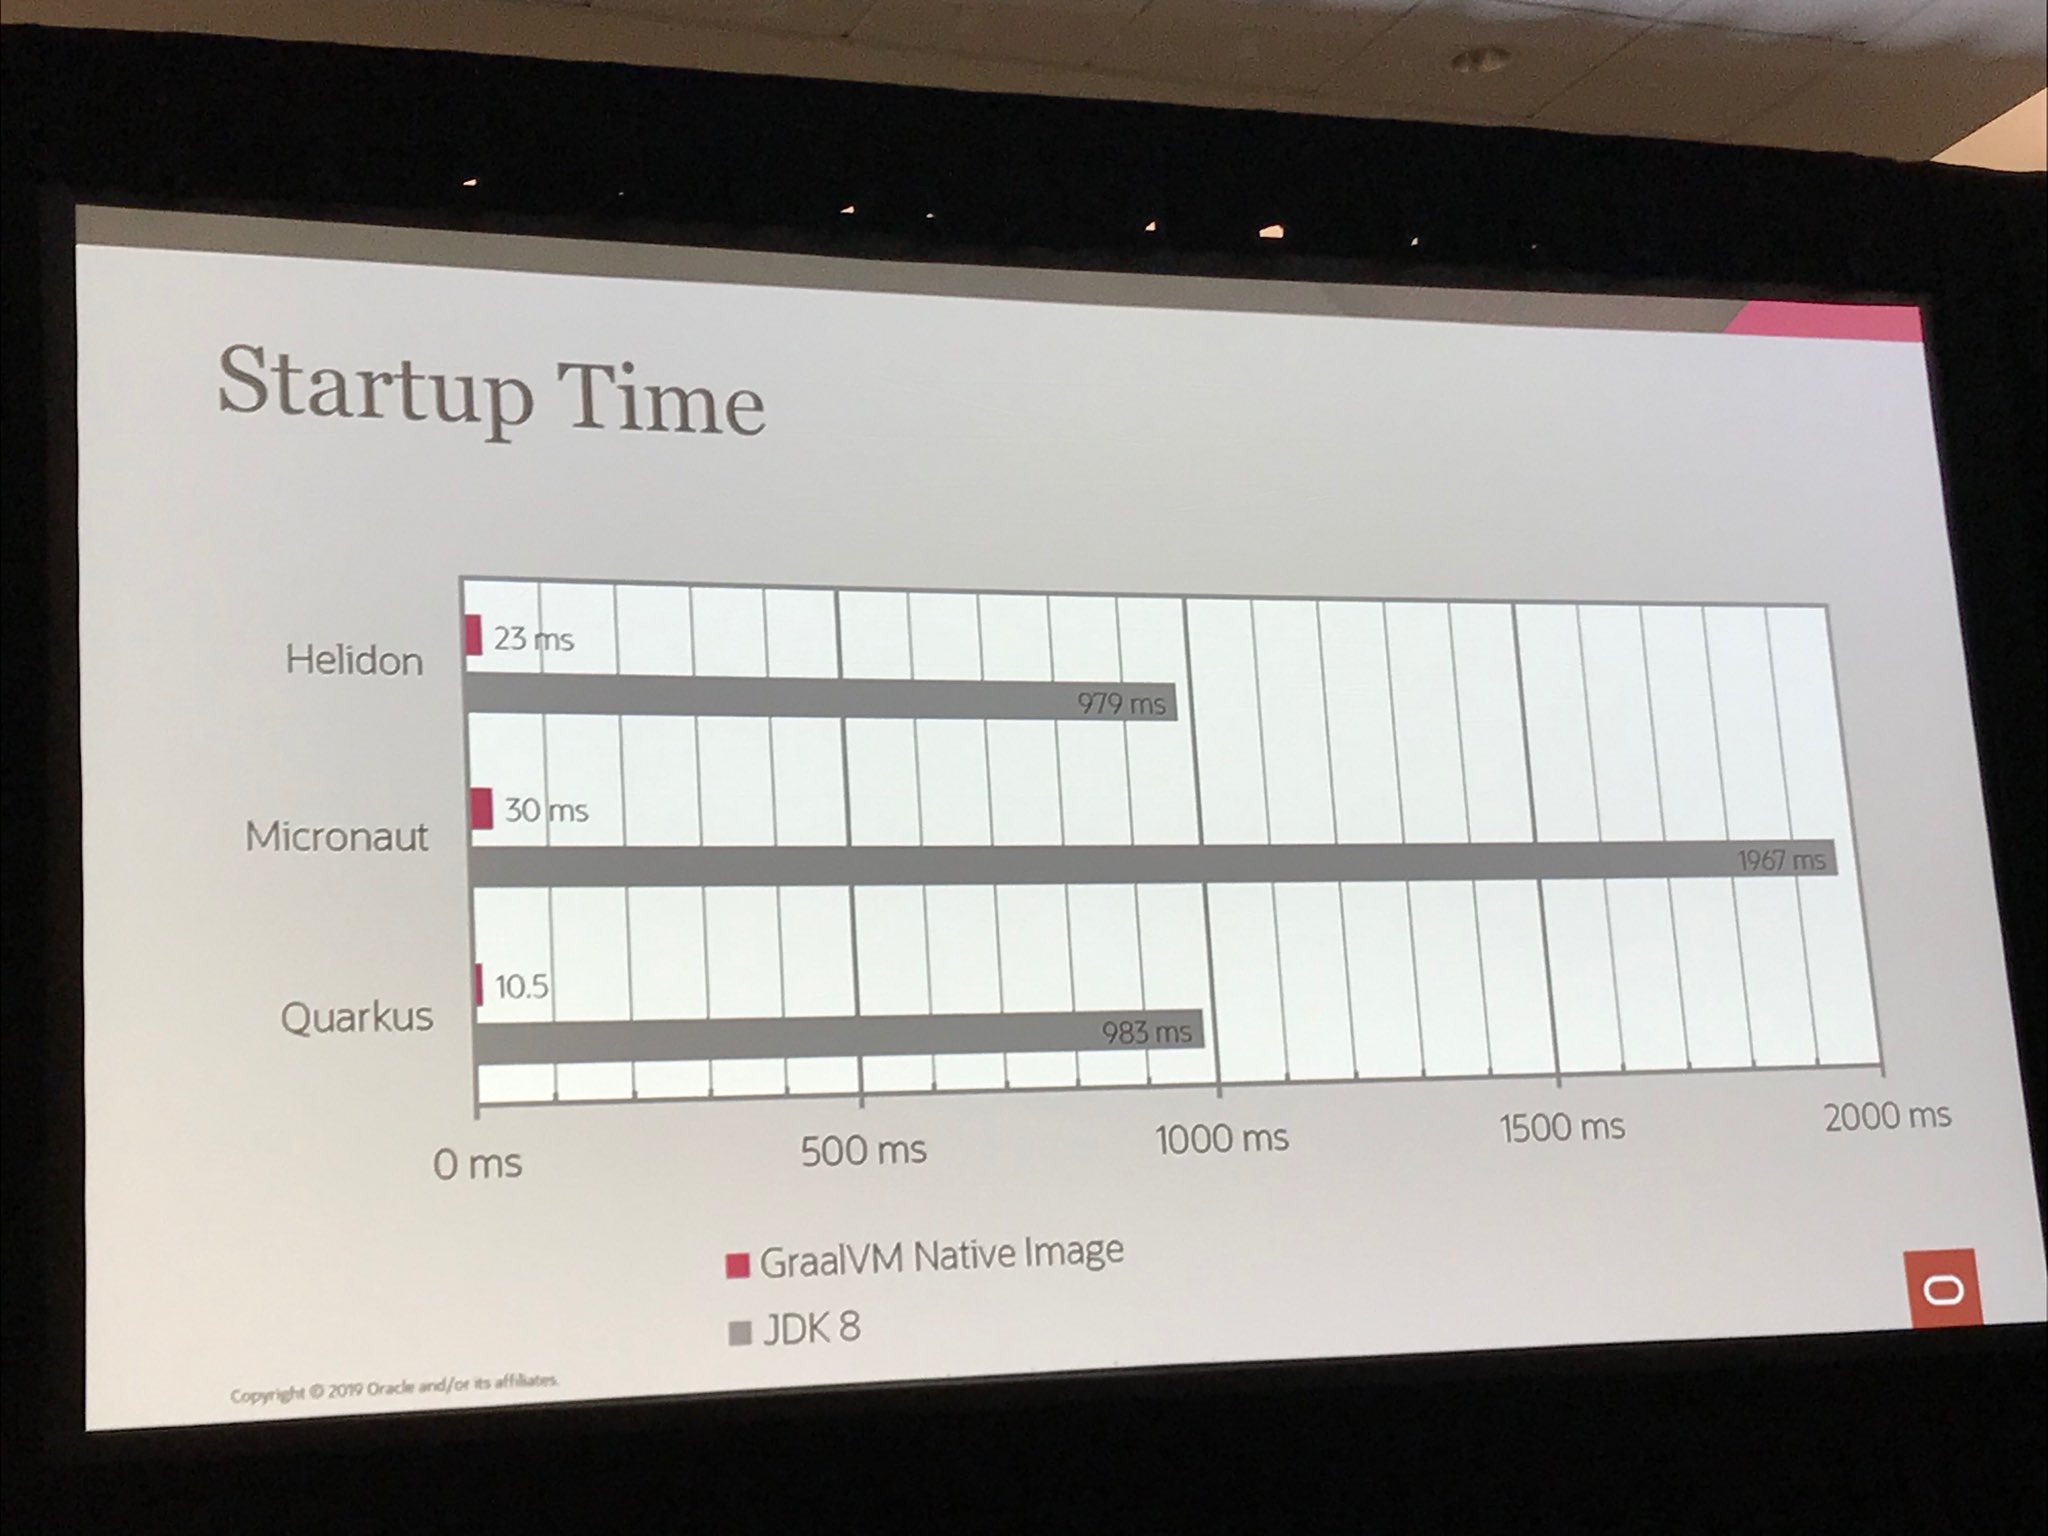 Startup Time
Helidon
23 ms
979 ms
Micronaut
30 ms
1967 ms
Quarkus
10.5
983 ms
0 ms
500 ms
1000 ms
1500 ms
2000 ms
GraalVM Native Image
JDK 8
Copyright © 2019 Oracle and/or its affiliates.